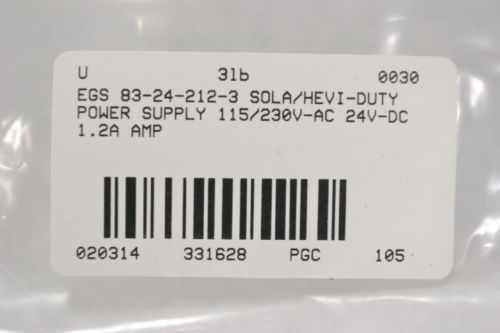 U 3lb 0030
EGS 83-24-212-3 SOLA/HEVI-DUTY
POWER SUPPLY 115/230V-AC 24V-DC
1.2A AMP
020314 331628 PGC 105